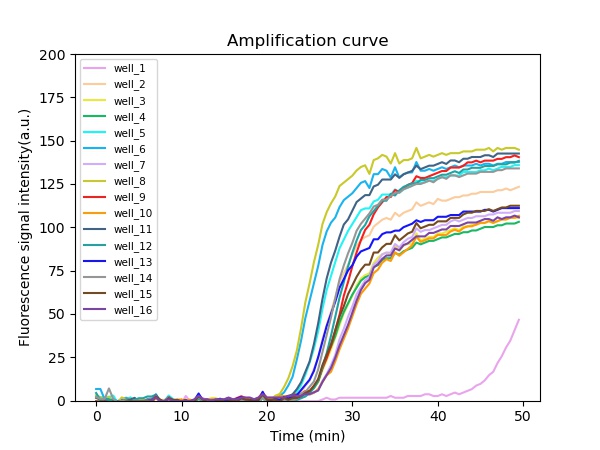 Amplification curve
Fluorescence signal intensity(a.u.)
200
175
150
125
100
75
50
25
0
well_1
well_2
well_3
well_4
well_5
well_6
well_7
well_8
well_9
well_10
well_11
well_12
well_13
well_14
well_15
well_16
0 10 20 30 40 50
Time (min)